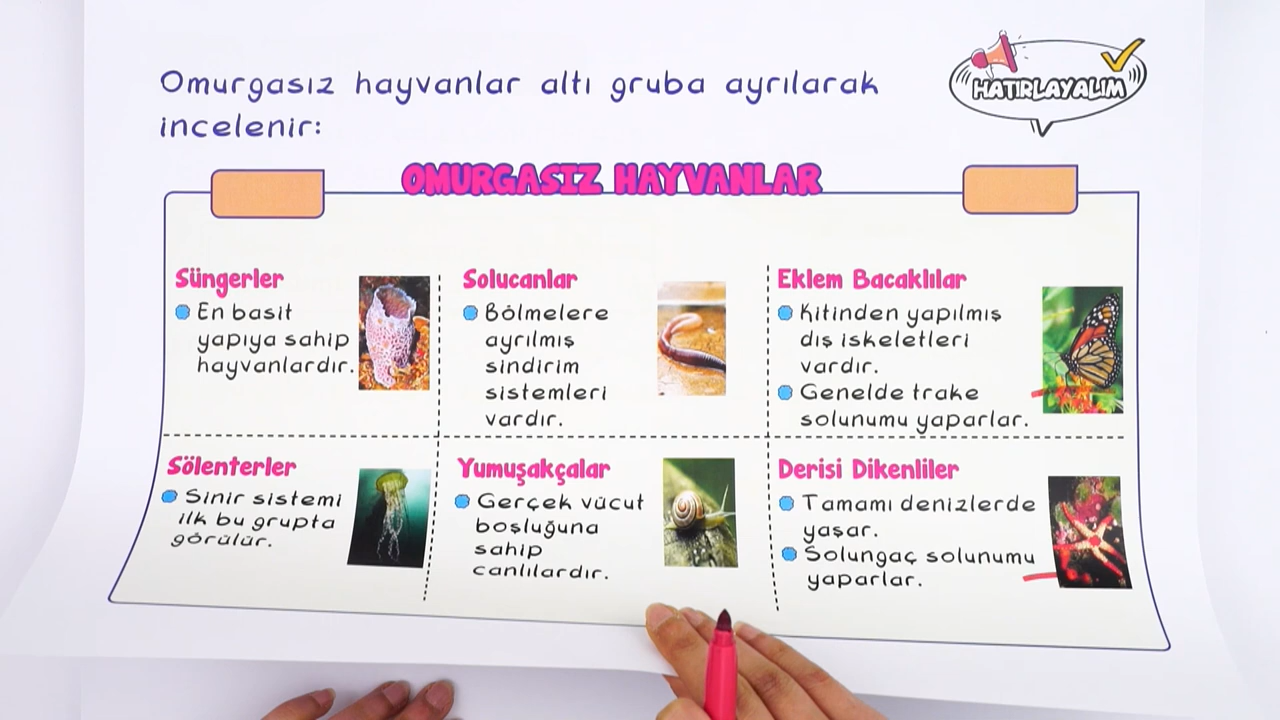 Omurgasız hayvanlar altı gruba ayrılarak
incelenir:
HATIRLAYALIM
OMURGASIZ HAYVANLAR
Süngerler
En basit
yapıya sahip
hayvanlardır.
Solucanlar
Bölmelere
ayrılmış
sindirim
sistemleri
vardır.
Eklem Bacaklılar
Kitinden yapılmış
dış iskeletleri
vardır.
Genelde trake
solunumu yaparlar.
Sölenterler
Sinir sistemi
ilk bu grupta
görülür.
Yumuşakçalar
Gerçek vücut
boşluğuna
sahip
canlılardır.
Derisi Dikenliler
Tamamı denizlerde
yaşar.
Solungaç solunumu
yaparlar.